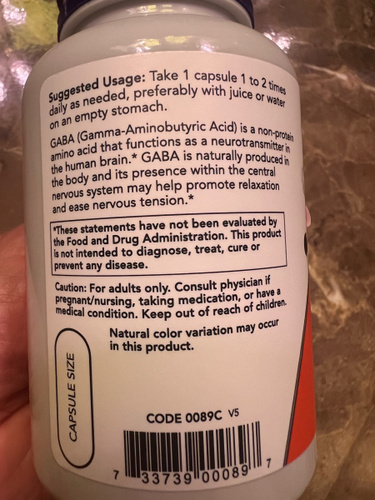 Suggested Usage: Take 1 capsule 1 to 2 times
daily as needed, preferably with juice or water
on an empty stomach.
GABA (Gamma-Aminobutyric Acid) is a non-protein
amino acid that functions as a neurotransmitter in
the human brain.* GABA is naturally produced in
the body and its presence within the central
nervous system may help promote relaxation
and ease nervous tension.*
*These statements have not been evaluated by
the Food and Drug Administration. This product
is not intended to diagnose, treat, cure or
prevent any disease.
Caution: For adults only. Consult physician if
pregnant/nursing, taking medication, or have a
medical condition. Keep out of reach of children.
Natural color variation may occur
in this product.
CAPSULE SIZE
CODE 0089C V5
7 33739 00089 7